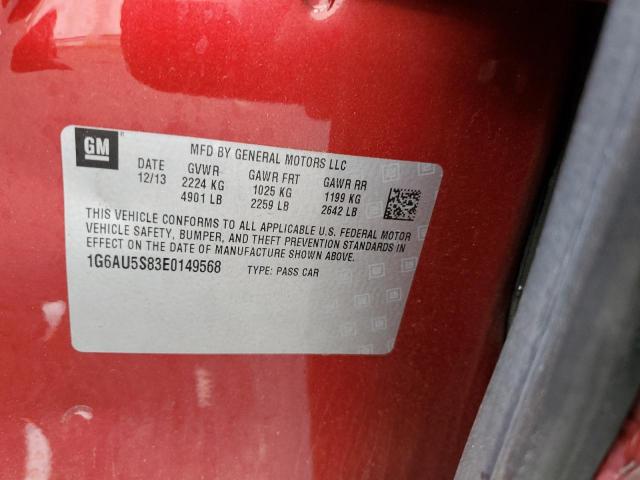 GM ®
MFD BY GENERAL MOTORS LLC
DATE GVWR GAWR FRT GAWR RR
12/13 2224 KG 1025 KG 1199 KG
4901 LB 2259 LB 2642 LB
THIS VEHICLE CONFORMS TO ALL APPLICABLE U.S. FEDERAL MOTOR
VEHICLE SAFETY, BUMPER, AND THEFT PREVENTION STANDARDS IN
EFFECT ON THE DATE OF MANUFACTURE SHOWN ABOVE.
1G6AU5S83E0149568 TYPE: PASS CAR